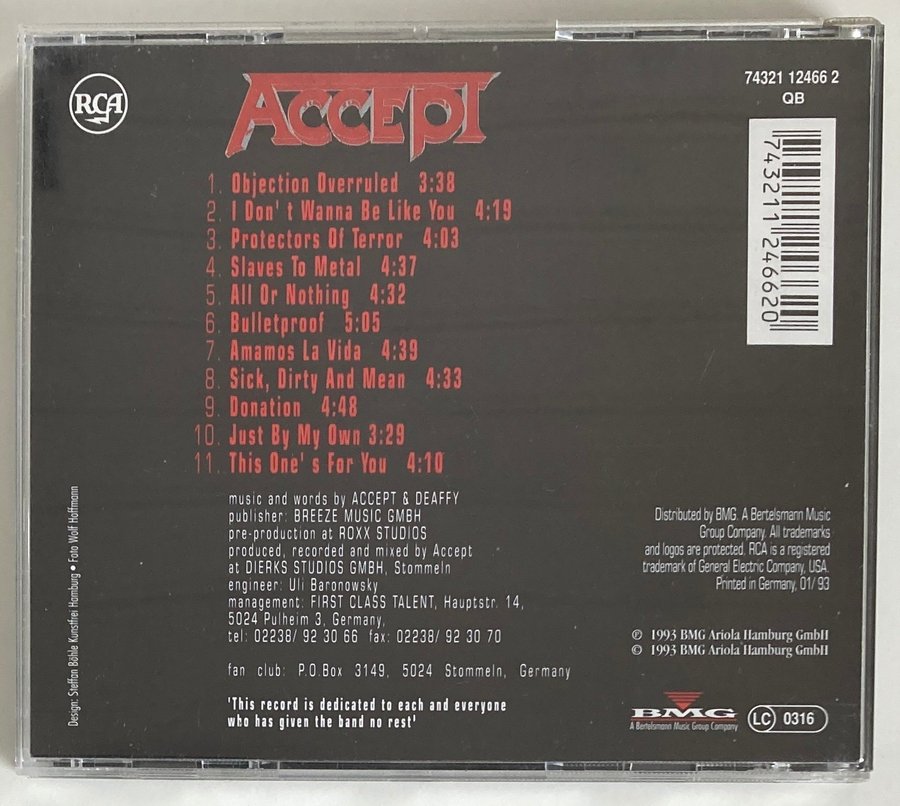 RCA
ACCEPT
74321 12466 2
QB
743211 246620
1. Objection Overruled 3:38
2. I Don't Wanna Be Like You 4:19
3. Protectors Of Terror 4:03
4. Slaves To Metal 4:37
5. All Or Nothing 4:32
6. Bulletproof 5:05
7. Amamos La Vida 4:39
8. Sick, Dirty And Mean 4:33
9. Donation 4:48
10. Just By My Own 3:29
11. This One's For You 4:10
music and words by ACCEPT & DEAFFY
publisher: BREEZE MUSIC GMBH
pre-production at ROXX STUDIOS
produced, recorded and mixed by Accept
at DIERKS STUDIOS GMBH, Stommeln
engineer: Uli Baronowsky
management: FIRST CLASS TALENT, Hauptstr. 14,
5024 Pulheim 3, Germany,
tel: 02238/ 92 30 66 fax: 02238/ 92 30 70
fan club: P.O.Box 3149, 5024 Stommeln, Germany
'This record is dedicated to each and everyone
who has given the band no rest'
Design: Steffan Böhle Kunstfrei Hamburg • Foto Wolf Hoffmann
Distributed by BMG. A Bertelsmann Music
Group Company. All trademarks
and logos are protected. RCA is a registered
trademark of General Electric Company, USA.
Printed in Germany, 01/ 93
℗ 1993 BMG Ariola Hamburg GmbH
© 1993 BMG Ariola Hamburg GmbH
BMG
A Bertelsmann Music Group Company
LC 0316